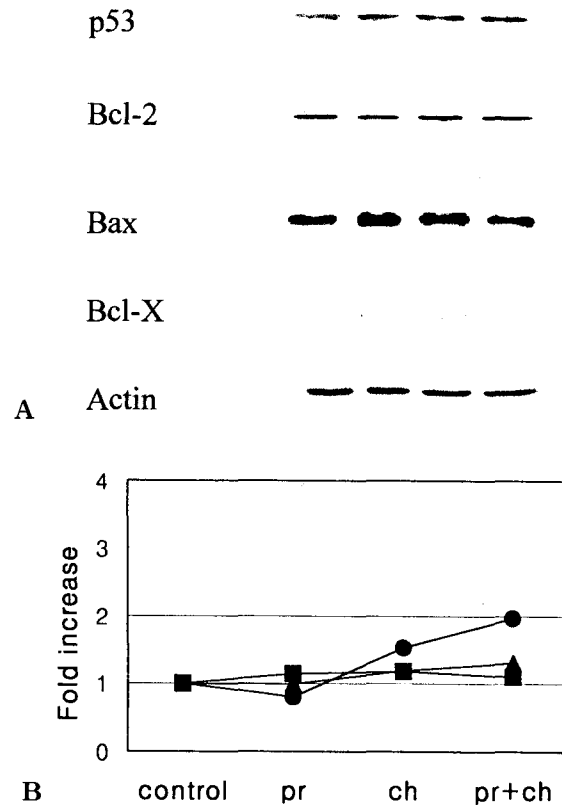 p53
Bcl-2
Bax
Bcl-X
A Actin
4
3
2
1
0
Fold increase
B control pr ch pr+ch